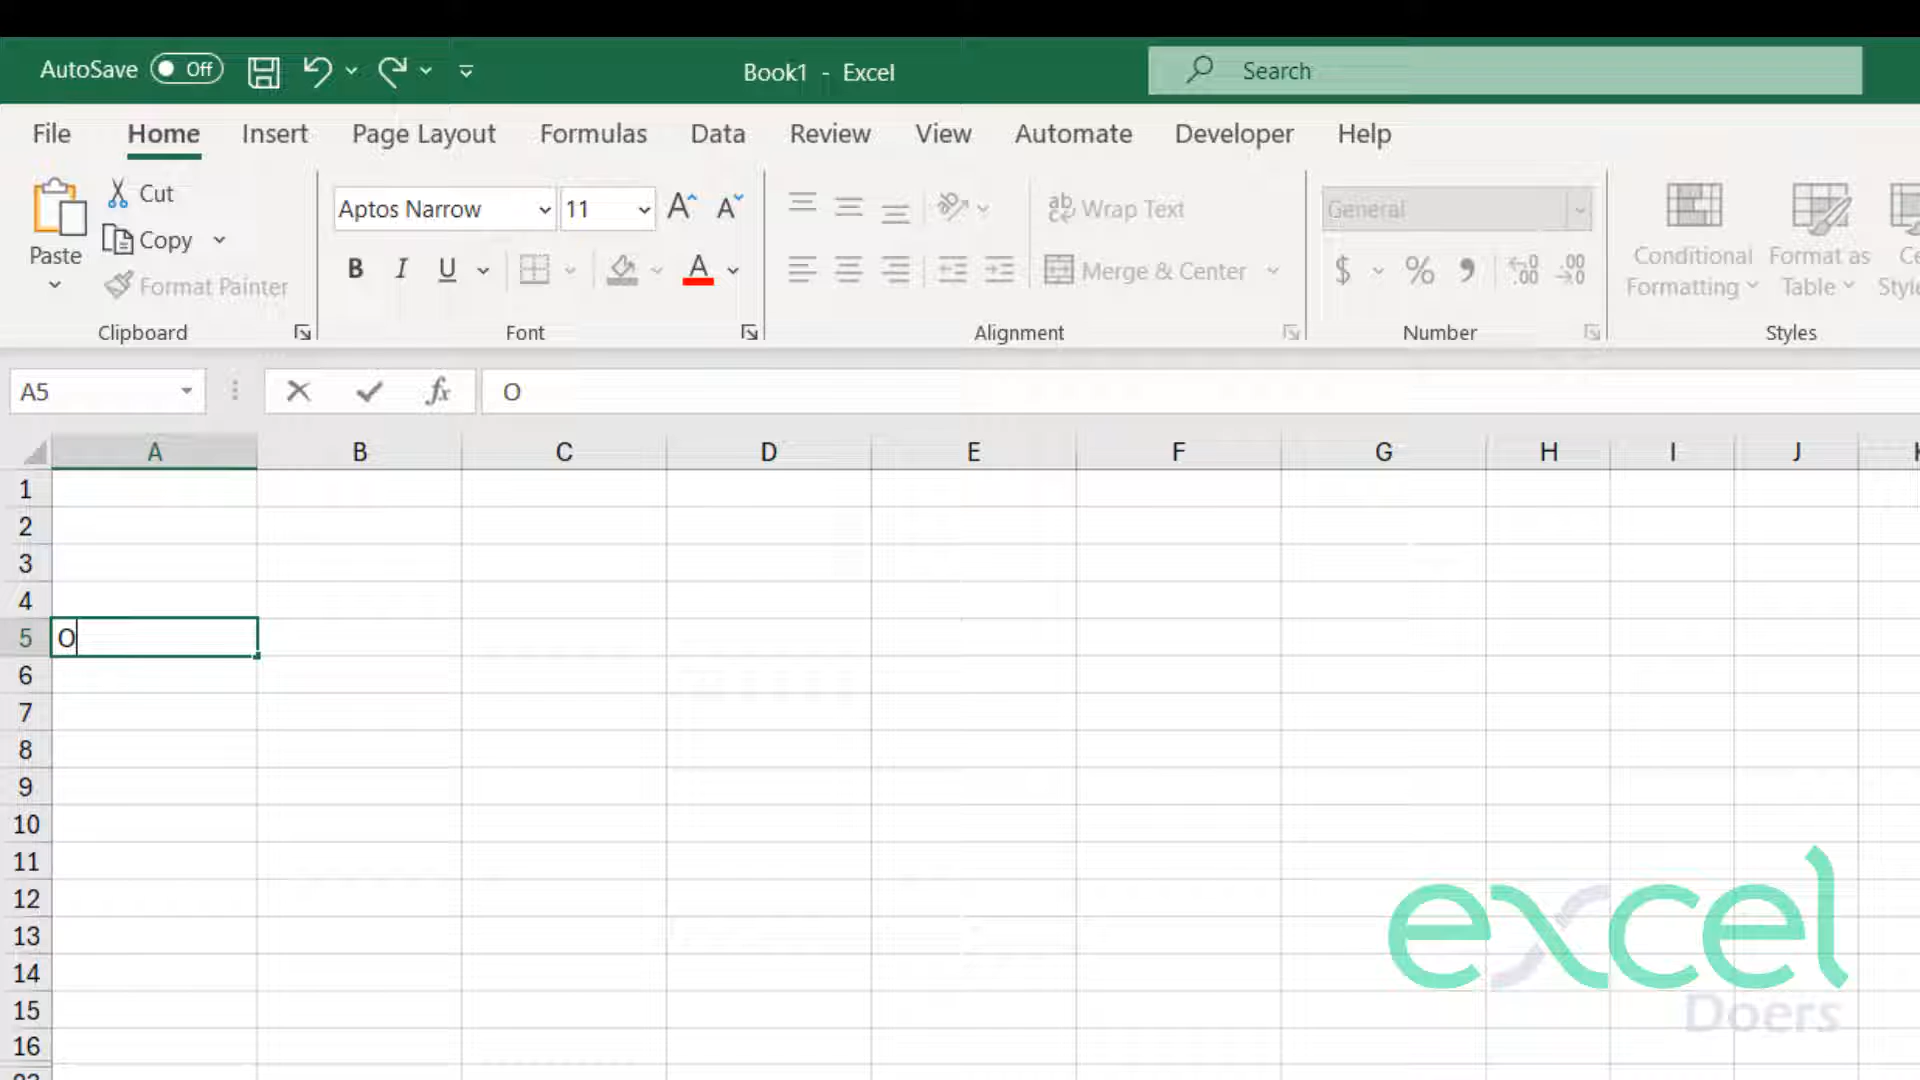 AutoSave Off Book1 - Excel Search
File Home Insert Page Layout Formulas Data Review View Automate Developer Help
Paste
Cut
Copy
Format Painter
Clipboard
Aptos Narrow 11
B I U
Font
Wrap Text
Merge & Center
Alignment
General
$ % 9
Number
Conditional Formatting
Format as Table
Styles
A5 fx O
A B C D E F G H I J
1
2
3
4
5 O
6
7
8
9
10
11
12
13
14
15
16
excel
Doers